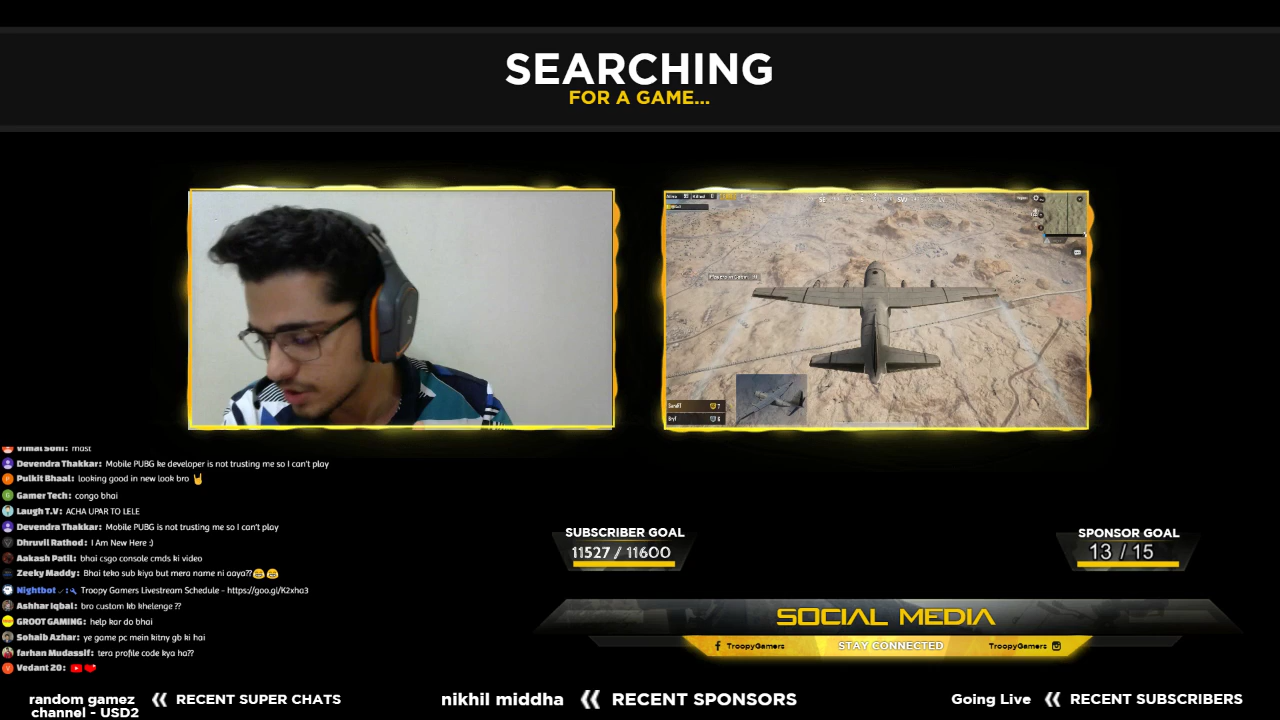 SEARCHING
FOR A GAME...
SE
S
SW
Vimal Soni: mast
Devendra Thakkar: Mobile PUBG ke developer is not trusting me so I can't play
Pulkit Bhaal: looking good in new look bro 🤘
Gamer Tech: congo bhai
Laugh T.V: ACHA UPAR TO LELE
Devendra Thakkar: Mobile PUBG is not trusting me so I can't play
Dhruvil Rathod: I Am New Here :)
Aakash Patil: bhai csgo console cmds ki video
Zeeky Maddy: Bhai teko sub kiya but mera name ni aaya??😂 😂
Nightbot: Troopy Gamers Livestream Schedule - https://goo.gl/K2xha3
Ashhar Iqbal: bro custom kb khelenge ??
GROOT GAMING: help kar do bhai
Sohaib Azhar: ye game pc mein kitny gb ki hai
farhan Mudassif: tera profile code kya ha??
Vedant 20:
SUBSCRIBER GOAL
11527 / 11600
SPONSOR GOAL
13 / 15
SOCIAL MEDIA
TroopyGamers
STAY CONNECTED
TroopyGamers
random gamez
channel - USD2
RECENT SUPER CHATS
nikhil middha
RECENT SPONSORS
Going Live
RECENT SUBSCRIBERS